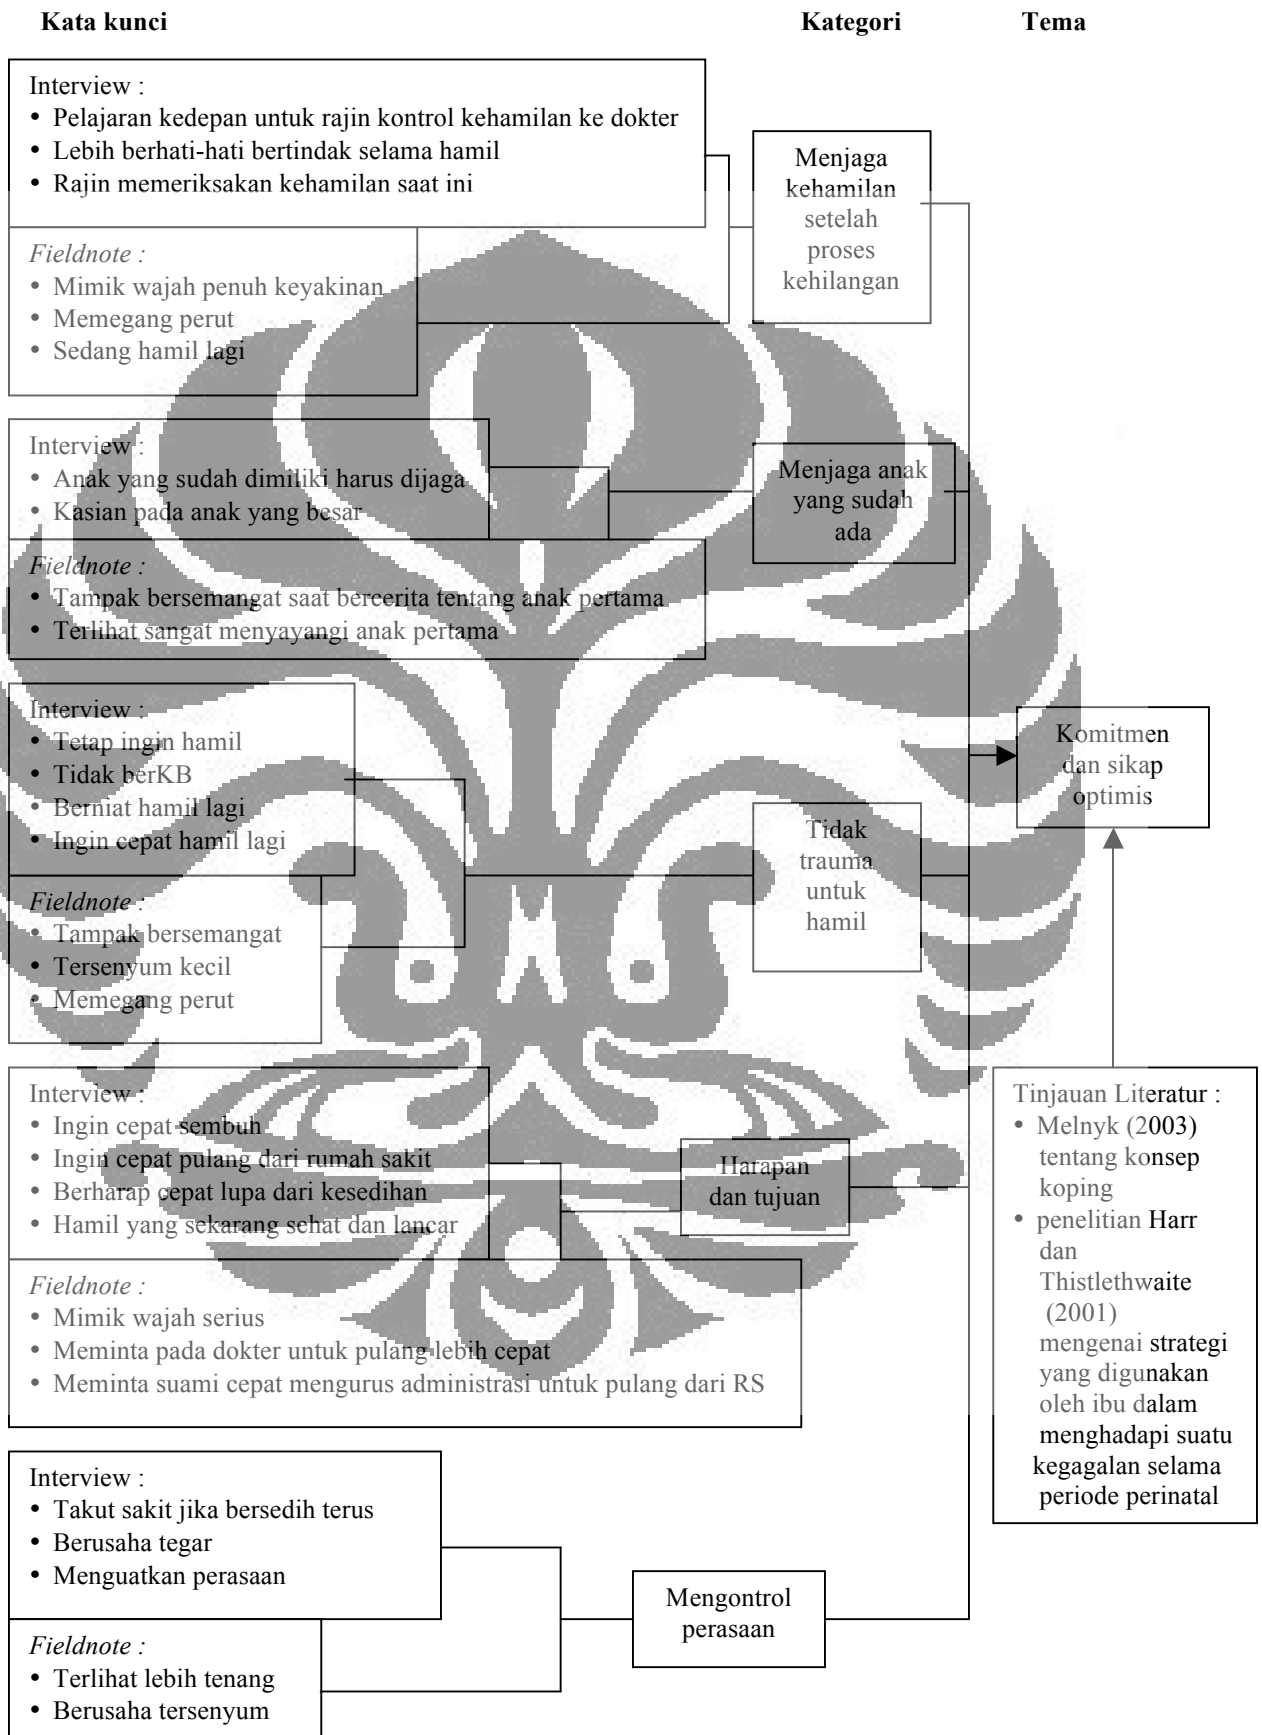 Kata kunci Kategori Tema
Interview :
• Pelajaran kedepan untuk rajin kontrol kehamilan ke dokter
• Lebih berhati-hati bertindak selama hamil
• Rajin memeriksakan kehamilan saat ini
Fieldnote :
• Mimik wajah penuh keyakinan
• Memegang perut
• Sedang hamil lagi
Menjaga
kehamilan
setelah
proses
kehilangan
Interview :
• Anak yang sudah dimiliki harus dijaga
• Kasian pada anak yang besar
Fieldnote :
• Tampak bersemangat saat bercerita tentang anak pertama
• Terlihat sangat menyayangi anak pertama
Menjaga anak
yang sudah
ada
Interview :
• Tetap ingin hamil
• Tidak berKB
• Berniat hamil lagi
• Ingin cepat hamil lagi
Fieldnote :
• Tampak bersemangat
• Tersenyum kecil
• Memegang perut
Tidak
trauma
untuk
hamil
Komitmen
dan sikap
optimis
Interview :
• Ingin cepat sembuh
• Ingin cepat pulang dari rumah sakit
• Berharap cepat lupa dari kesedihan
• Hamil yang sekarang sehat dan lancar
Fieldnote :
• Mimik wajah serius
• Meminta pada dokter untuk pulang lebih cepat
• Meminta suami cepat mengurus administrasi untuk pulang dari RS
Harapan
dan tujuan
Tinjauan Literatur :
• Melnyk (2003)
tentang konsep
koping
• penelitian Harr
dan
Thistlethwaite
(2001)
mengenai strategi
yang digunakan
oleh ibu dalam
menghadapi suatu
kegagalan selama
periode perinatal
Interview :
• Takut sakit jika bersedih terus
• Berusaha tegar
• Menguatkan perasaan
Fieldnote :
• Terlihat lebih tenang
• Berusaha tersenyum
Mengontrol
perasaan